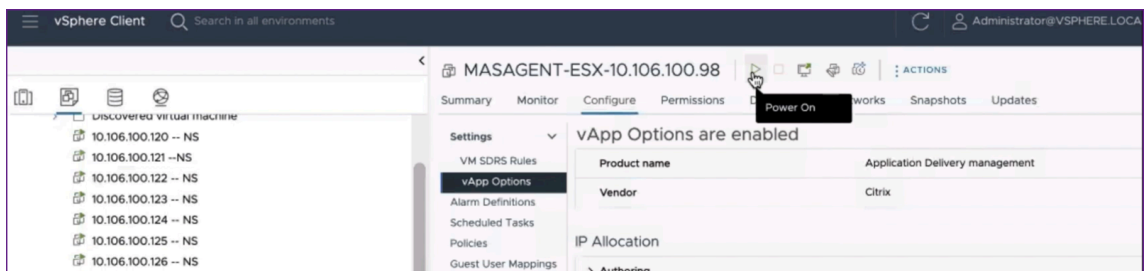 vSphere Client Search in all environments Administrator@VSPHERE.LOCA
MASAGENT-ESX-10.106.100.98 ACTIONS
Summary Monitor Configure Permissions Power On Snapshots Updates
Discovered virtual machine
10.106.100.120 -- NS
10.106.100.121 --NS
10.106.100.122 -- NS
10.106.100.123 -- NS
10.106.100.124 -- NS
10.106.100.125 -- NS
10.106.100.126 -- NS
Settings
VM SDRS Rules
vApp Options
Alarm Definitions
Scheduled Tasks
Policies
Guest User Mappings
vApp Options are enabled
Product name Application Delivery management
Vendor Citrix
IP Allocation
Authoring